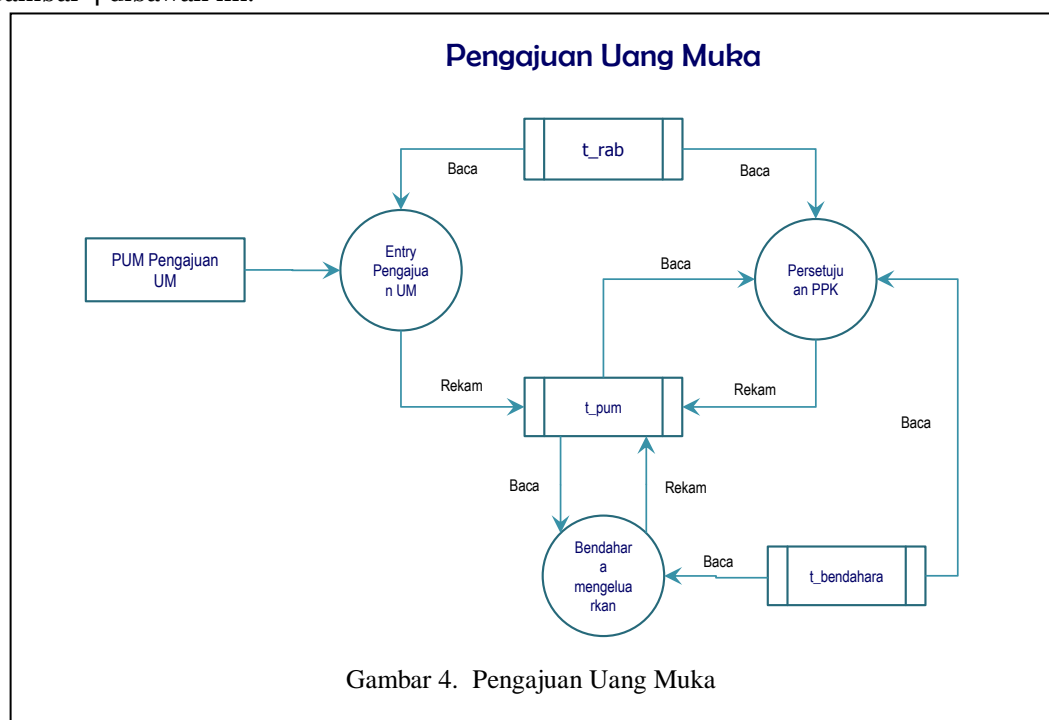 Pengajuan Uang Muka
t_rab
Baca
Baca
PUM Pengajuan
UM
Entry
Pengajua
n UM
Baca
Persetuju
an PPK
Rekam
t_pum
Rekam
Baca
Baca
Rekam
Bendahar
a
mengelua
rkan
Baca
t_bendahara
Gambar 4.  Pengajuan Uang Muka